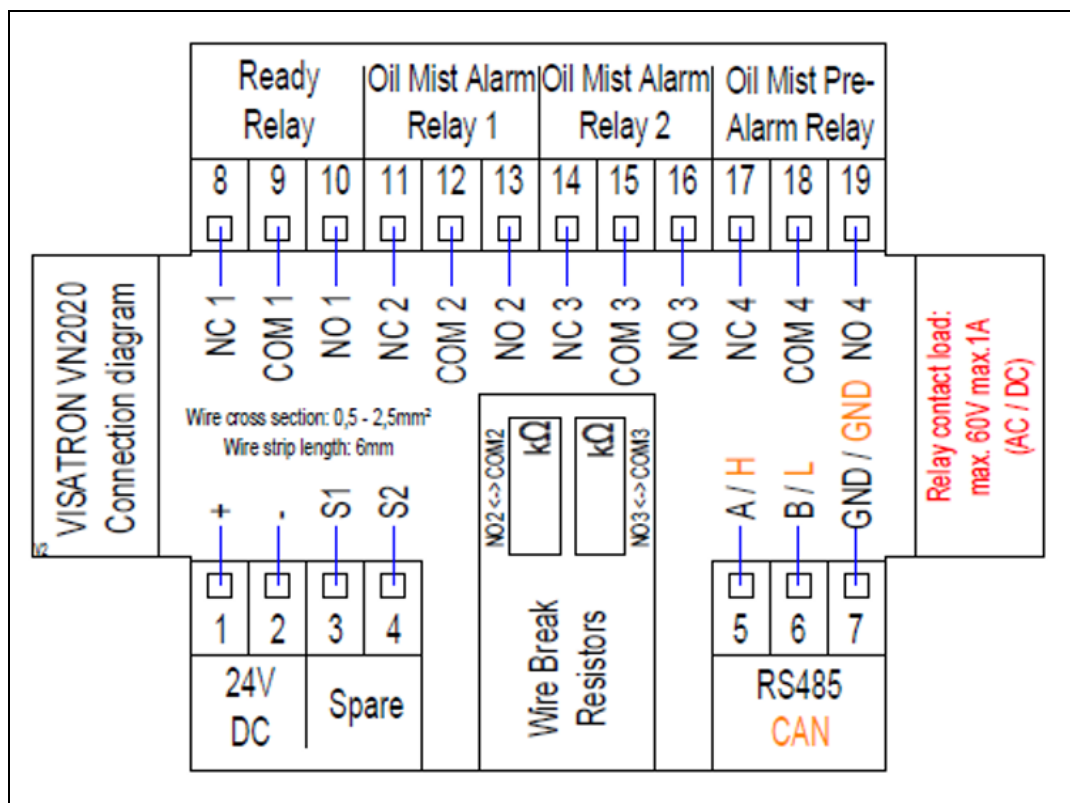 Ready
Relay
Oil Mist Alarm
Relay 1
Oil Mist Alarm
Relay 2
Oil Mist Pre-
Alarm Relay
8 9 10 11 12 13 14 15 16 17 18 19
NC 1
COM 1
NO 1
NC 2
COM 2
NO 2
NC 3
COM 3
NO 3
NC 4
COM 4
NO 4
VISATRON VN2020
Connection diagram
V2
Wire cross section: 0,5 - 2,5mm²
Wire strip length: 6mm
+
-
S1
S2
NO2 <-> COM2
kΩ
kΩ
NO3 <-> COM3
Wire Break
Resistors
A / H
B / L
GND / GND
Relay contact load:
max. 60V max.1A
(AC / DC)
1 2 3 4
5 6 7
24V
DC
Spare
RS485
CAN